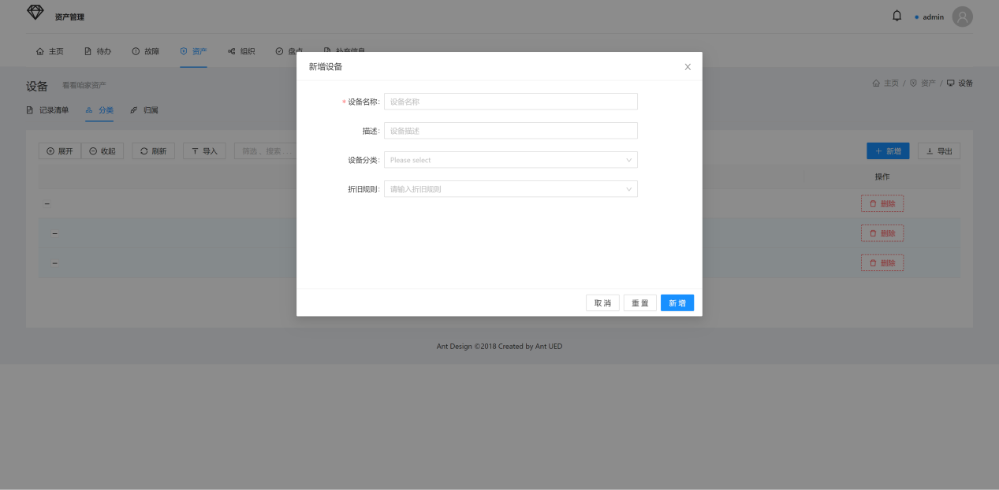 资产管理
admin
主页 待办 故障 资产 组织 盘点 补充信息
设备 看看咱家资产
主页 / 资产 / 设备
记录清单 分类 归属
展开 收起 刷新 导入 筛选，搜索 ...
新增 导出
操作
删除
删除
删除
新增设备
* 设备名称: 设备名称
描述: 设备描述
设备分类: Please select
折旧规则: 请输入折旧规则
取 消 重 置 新 增
Ant Design ©2018 Created by Ant UED